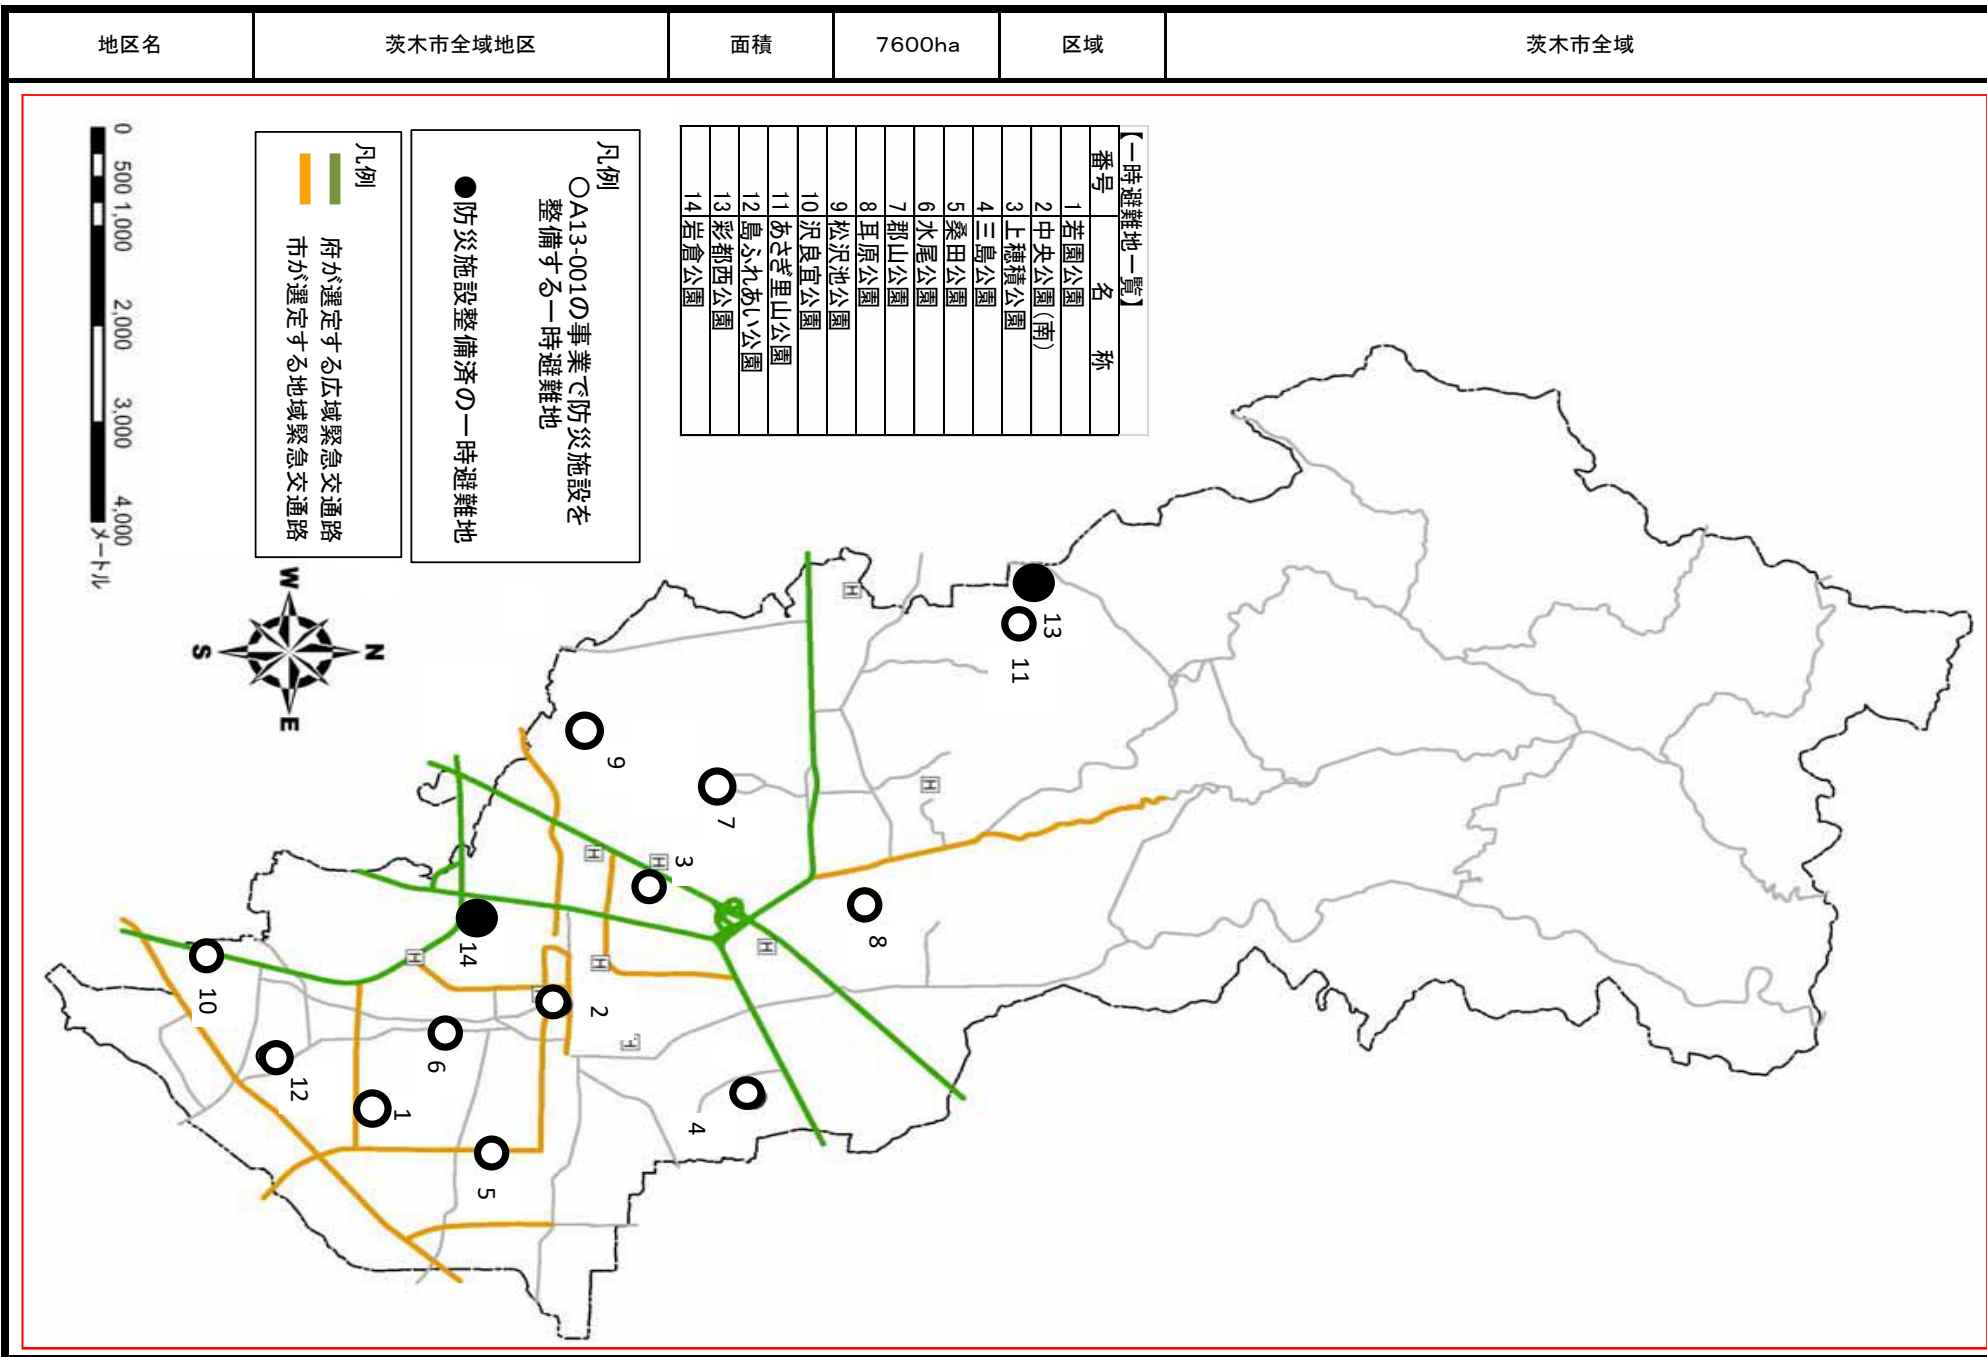 地区名 茨木市全域地区 面積 7600ha 区域 茨木市全域
【一時避難地一覧】
番号 名 称
1 若園公園
2 中央公園(南)
3 上穂積公園
4 三島公園
5 桑田公園
6 水尾公園
7 郡山公園
8 耳原公園
9 松沢池公園
10 沢良宜公園
11 あさぎ里山公園
12 島ふれあい公園
13 彩都西公園
14 岩倉公園
凡例
○A13-001の事業で防災施設を
整備する一時避難地
●防災施設整備済の一時避難地
凡例
府が選定する広域緊急交通路
市が選定する地域緊急交通路
0 500 1,000 2,000 3,000 4,000
メートル
W
N
S
E
H
13
11
9
H
7
H
3
H
8
H
14
H
H
2
H
10
6
12
1
4
5